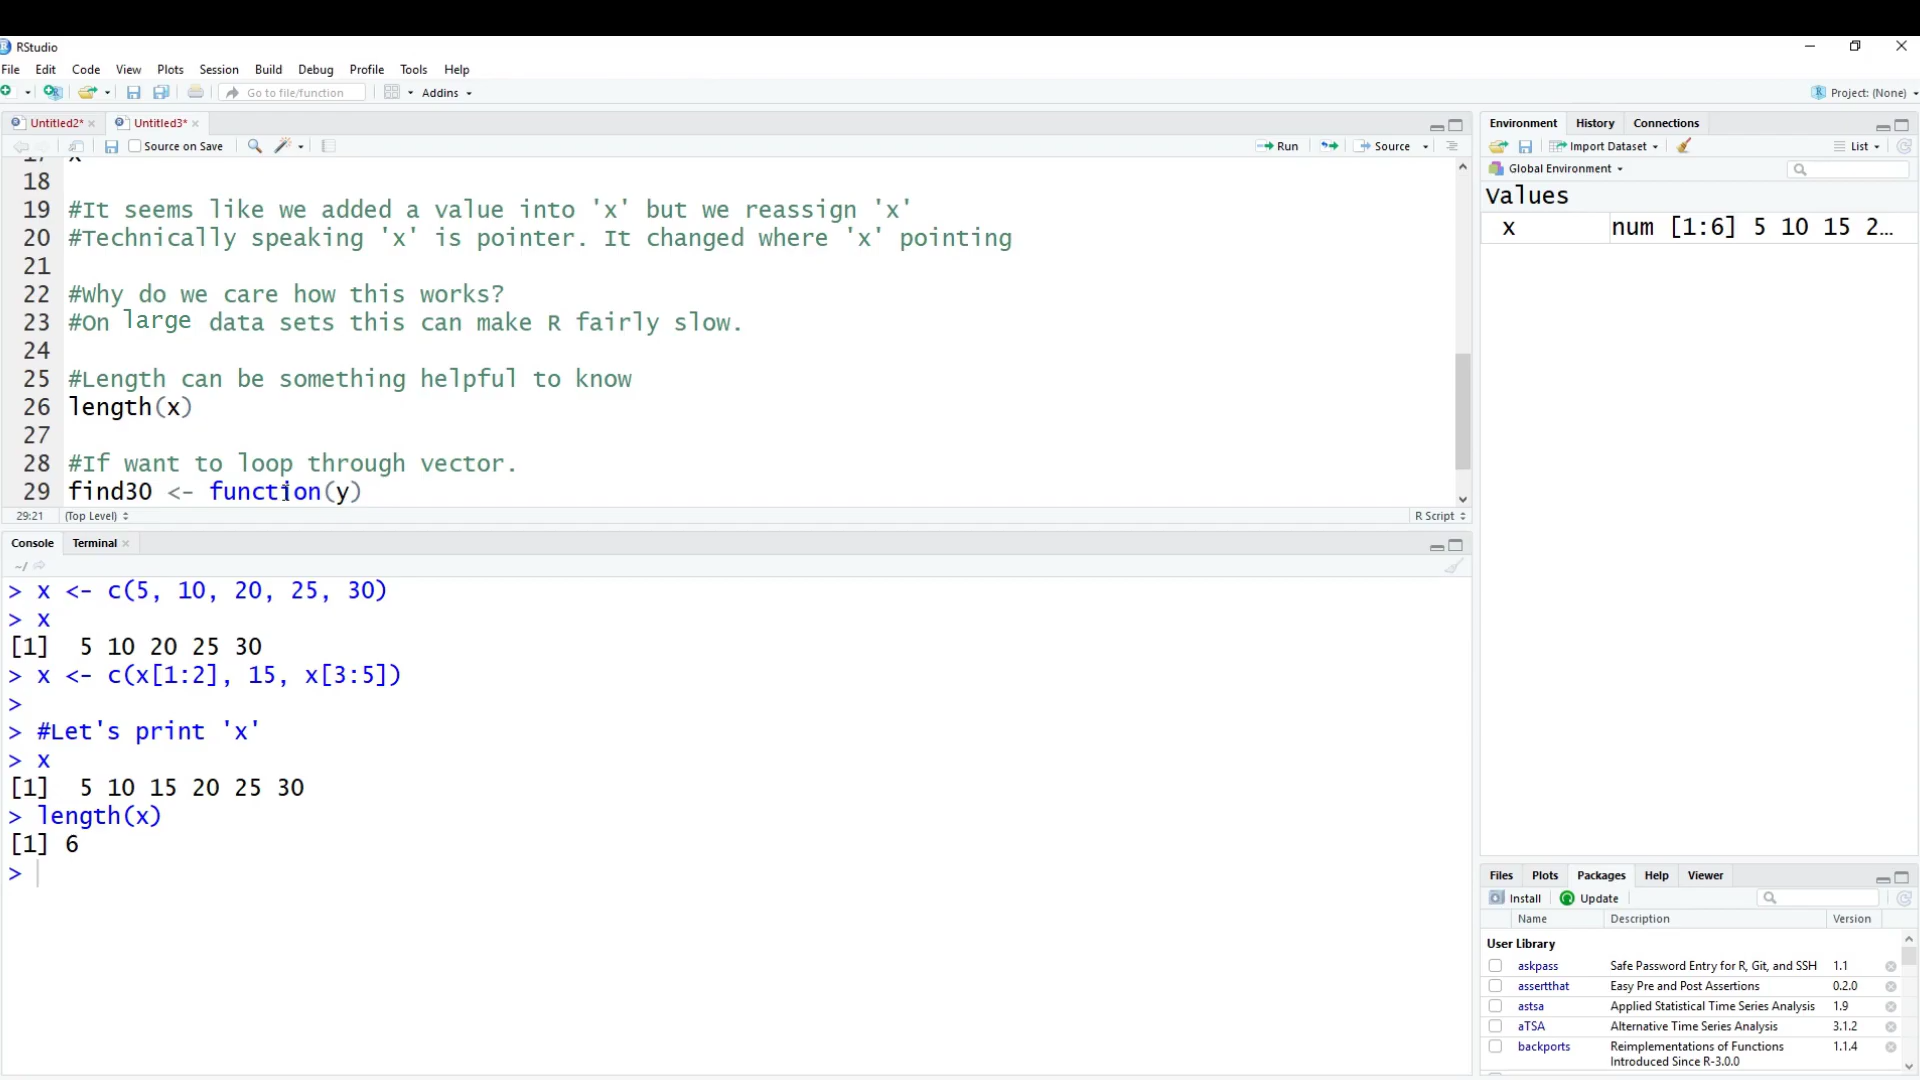 RStudio
File Edit Code View Plots Session Build Debug Profile Tools Help
Go to file/function Addins Project: (None)
Untitled2* Untitled3*
Source on Save Run Source
17 x
18
19 #It seems like we added a value into 'x' but we reassign 'x'
20 #Technically speaking 'x' is pointer. It changed where 'x' pointing
21
22 #Why do we care how this works?
23 #On large data sets this can make R fairly slow.
24
25 #Length can be something helpful to know
26 length(x)
27
28 #If want to loop through vector.
29 find30 <- function(y)
29:21 (Top Level) R Script
Console Terminal
~/
> x <- c(5, 10, 20, 25, 30)
> x
[1] 5 10 20 25 30
> x <- c(x[1:2], 15, x[3:5])
>
> #Let's print 'x'
> x
[1] 5 10 15 20 25 30
> length(x)
[1] 6
>
Environment History Connections
Import Dataset List
Global Environment
Values
x num [1:6] 5 10 15 2...
Files Plots Packages Help Viewer
Install Update
Name Description Version
User Library
askpass Safe Password Entry for R, Git, and SSH 1.1
assertthat Easy Pre and Post Assertions 0.2.0
astsa Applied Statistical Time Series Analysis 1.9
aTSA Alternative Time Series Analysis 3.1.2
backports Reimplementations of Functions 1.1.4
Introduced Since R-3.0.0